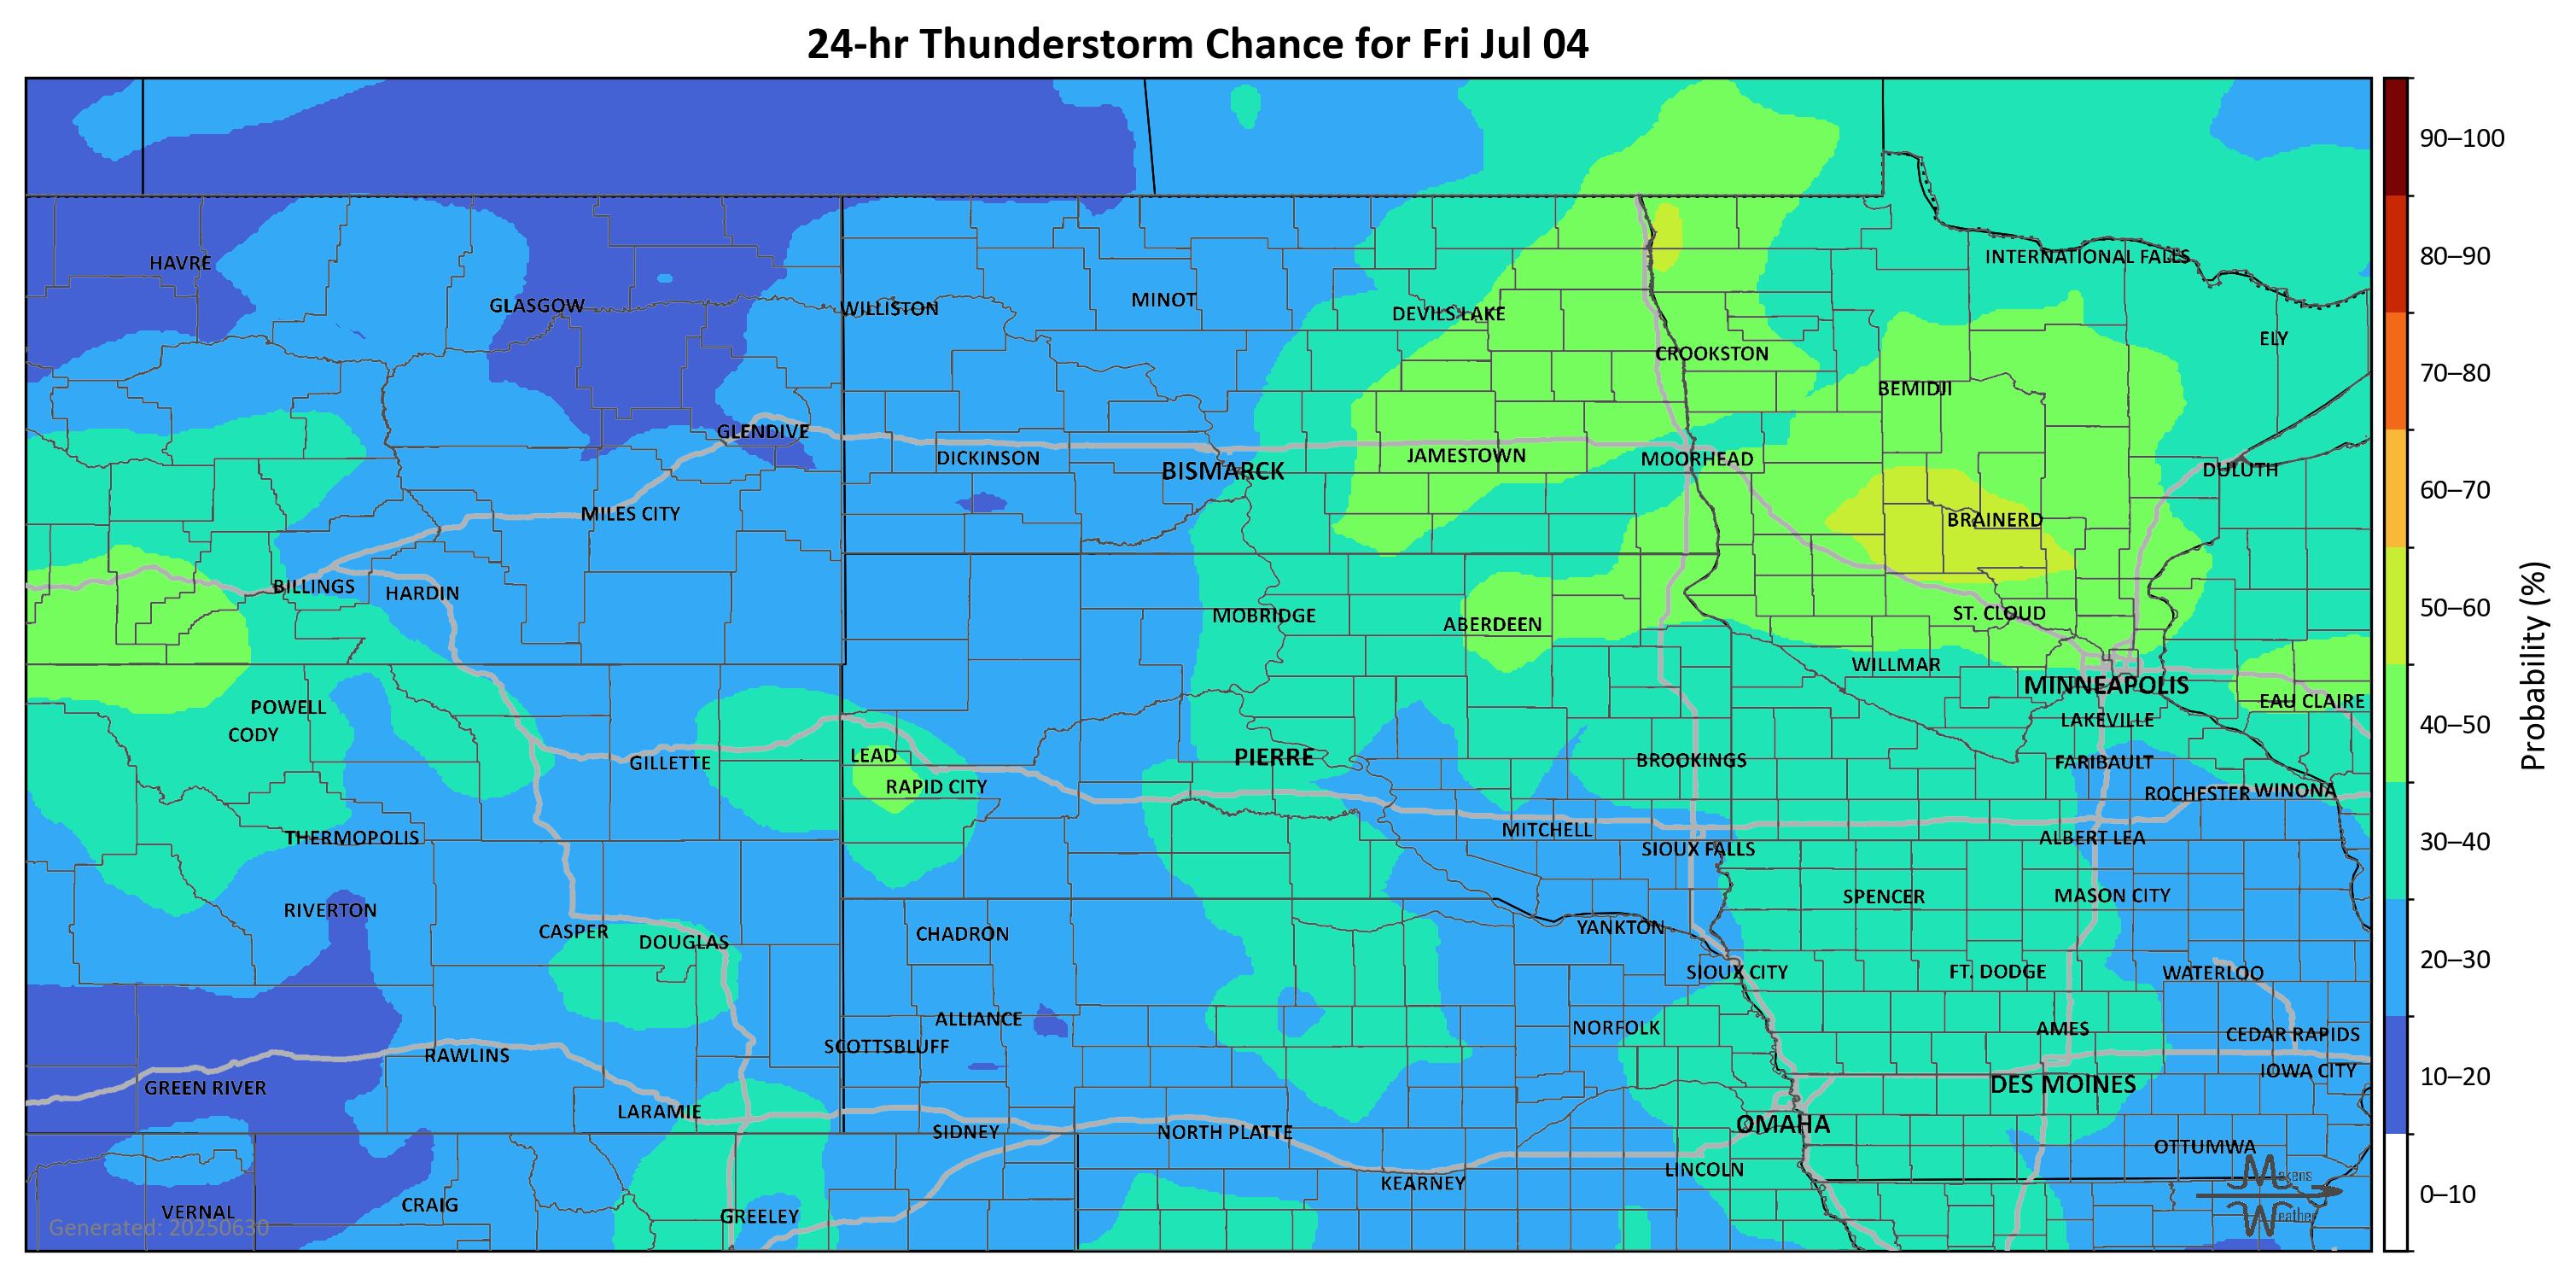 24-hr Thunderstorm Chance for Fri Jul 04
90–100
80–90
INTERNATIONAL FALLS
HAVRE
MINOT
GLASGOW
WILLISTON
DEVILS LAKE
ELY
CROOKSTON
70–80
BEMIDJI
GLENDIVE
JAMESTOWN
DICKINSON
MOORHEAD
BISMARCK
DULUTH
60–70
MILES CITY
BRAINERD
BILLINGS
HARDIN
50–60
ST. CLOUD
MOBRIDGE
ABERDEEN
WILLMAR
Probability (%)
MINNEAPOLIS
EAU CLAIRE
POWELL
LAKEVILLE
40–50
CODY
LEAD
PIERRE
BROOKINGS
GILLETTE
FARIBAULT
RAPID CITY
ROCHESTER
WINONA
MITCHELL
THERMOPOLIS
ALBERT LEA
30–40
SIOUX FALLS
SPENCER
MASON CITY
RIVERTON
YANKTON
CASPER
CHADRON
DOUGLAS
20–30
SIOUX CITY
FT. DODGE
WATERLOO
ALLIANCE
NORFOLK
AMES
CEDAR RAPIDS
SCOTTSBLUFF
RAWLINS
IOWA CITY
10–20
GREEN RIVER
DES MOINES
LARAMIE
OMAHA
SIDNEY
NORTH PLATTE
OTTUMWA
LINCOLN
Makens
KEARNEY
0–10
CRAIG
VERNAL
GREELEY
Weather
Generated: 20250630